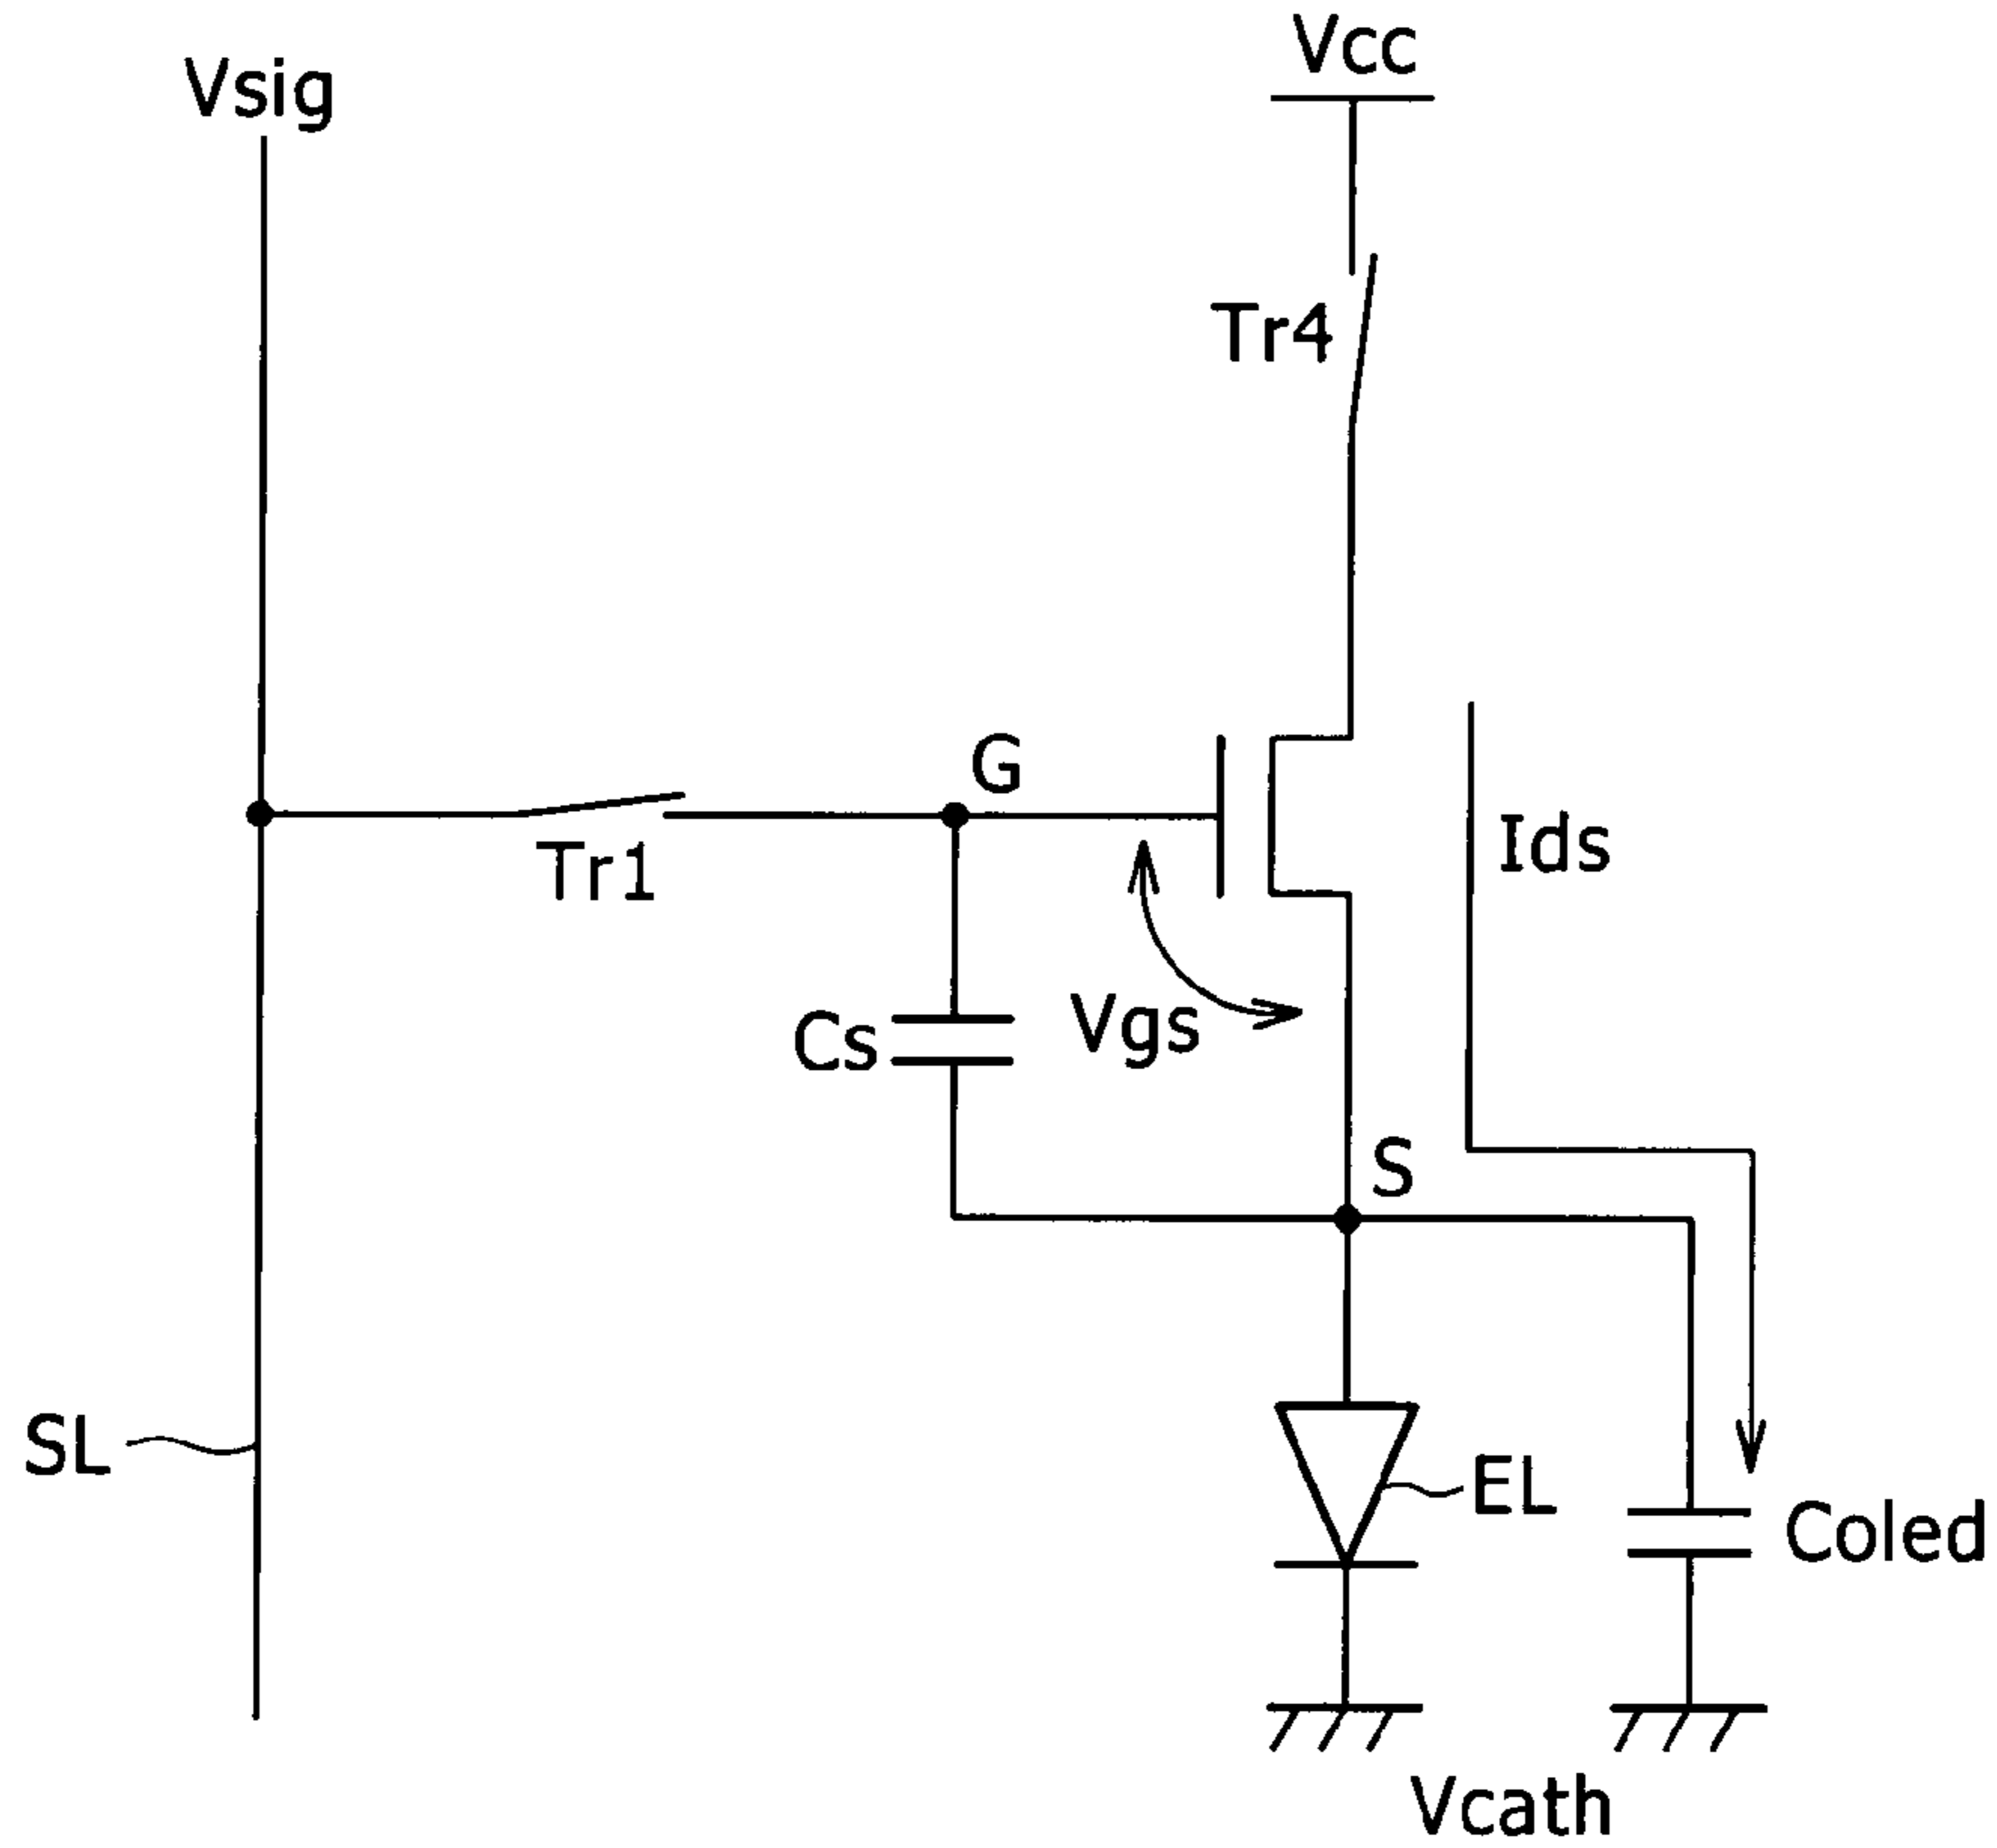 Vcc
Vsig
Tr4
G
Ids
Tr1
Vgs
Cs
S
SL
EL
Coled
Vcath